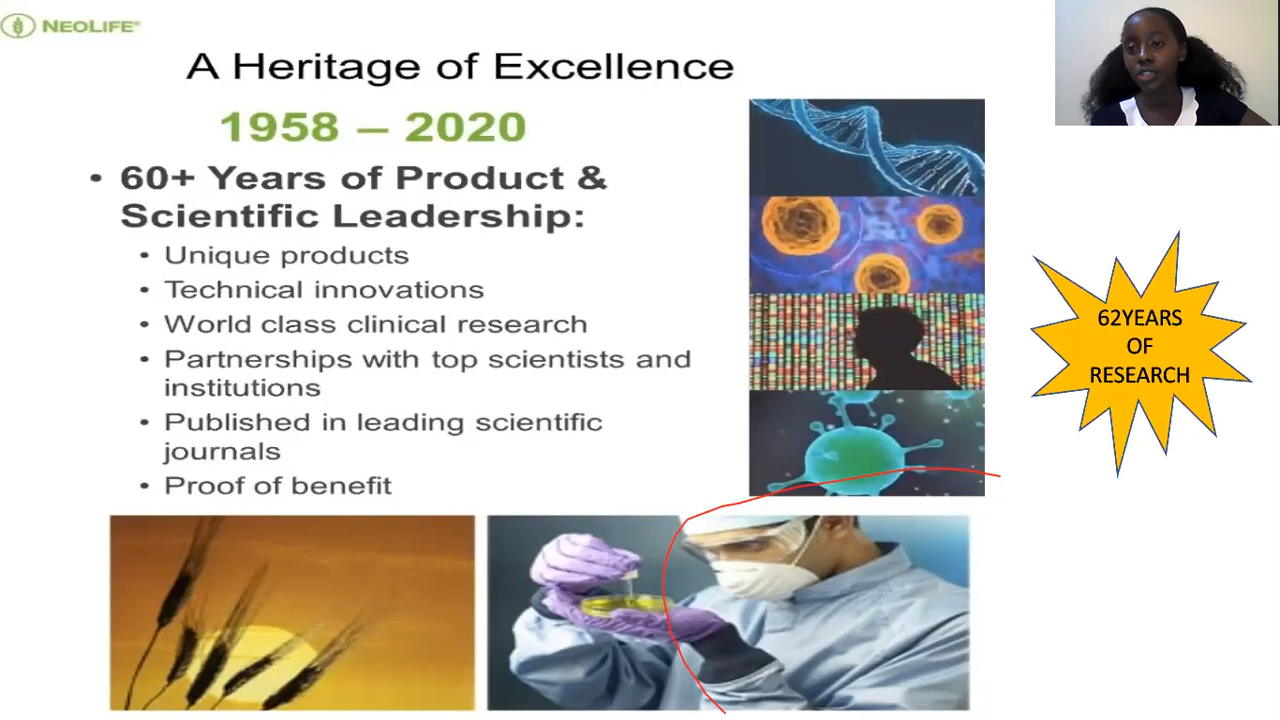 NEOLIFE®
A Heritage of Excellence
1958 – 2020
• 60+ Years of Product &
Scientific Leadership:
• Unique products
• Technical innovations
• World class clinical research
• Partnerships with top scientists and
institutions
• Published in leading scientific
journals
• Proof of benefit
62YEARS
OF
RESEARCH